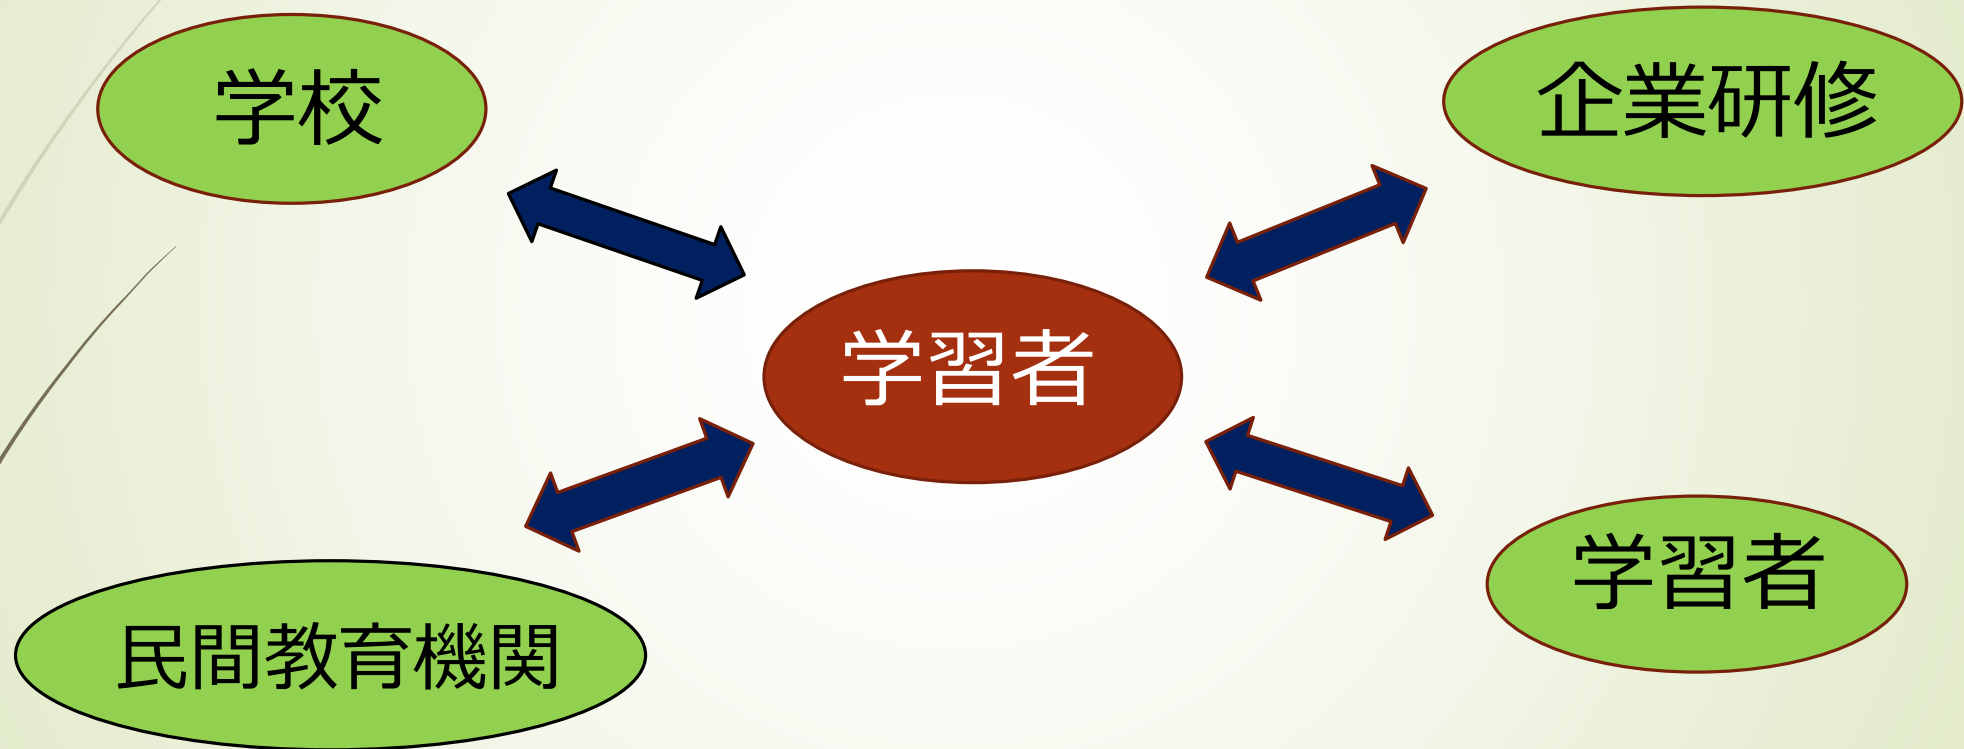 学校
企業研修
学習者
学習者
民間教育機関